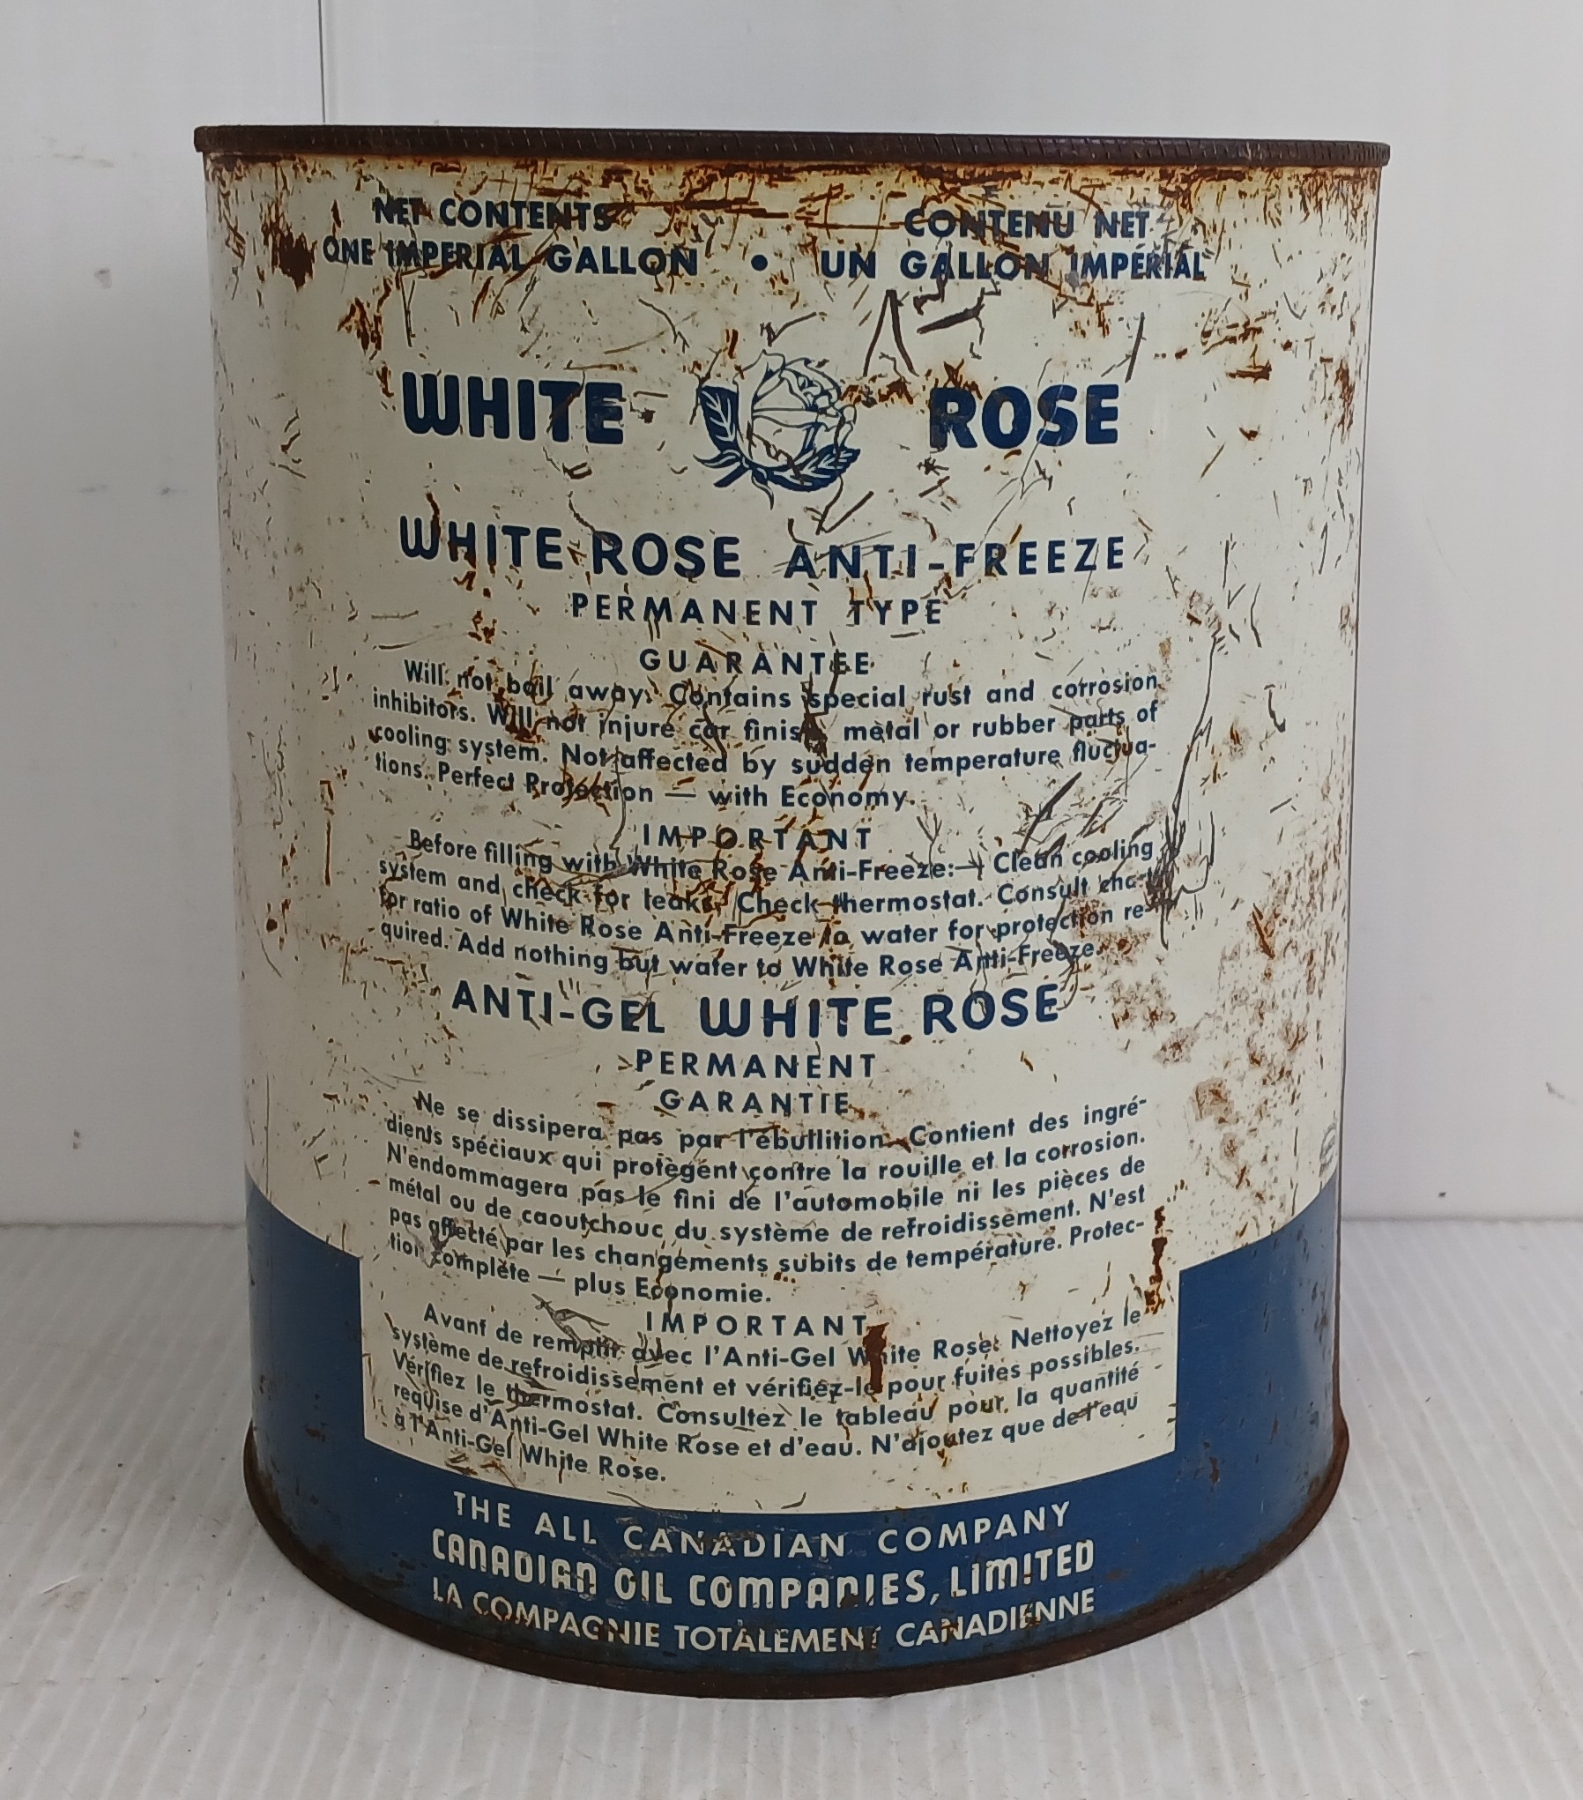 NET CONTENTS
ONE IMPERIAL GALLON • 
CONTENU NET
UN GALLON IMPÉRIAL
WHITE ROSE
WHITE ROSE ANTI-FREEZE
PERMANENT TYPE
GUARANTEE
Will not boil away. Contains special rust and corrosion
inhibitors. Will not injure car finish, metal or rubber parts of
cooling system. Not affected by sudden temperature fluctua-
tions. Perfect Protection — with Economy.
IMPORTANT
Before filling with White Rose Anti-Freeze:— Clean cooling
system and check for leaks. Check thermostat. Consult chart
for ratio of White Rose Anti-Freeze to water for protection re-
quired. Add nothing but water to White Rose Anti-Freeze.
ANTI-GEL WHITE ROSE
PERMANENT
GARANTIE
Ne se dissipera pas par l'ébullition. Contient des ingré-
dients spéciaux qui protègent contre la rouille et la corrosion.
N'endommagera pas le fini de l'automobile ni les pièces de
métal ou de caoutchouc du système de refroidissement. N'est
pas affecté par les changements subits de température. Protec-
tion complète — plus Economie.
IMPORTANT
Avant de remplir avec l'Anti-Gel White Rose: Nettoyez le
système de refroidissement et vérifiez-le pour fuites possibles.
Vérifiez le thermostat. Consultez le tableau pour la quantité
requise d'Anti-Gel White Rose et d'eau. N'ajoutez que de l'eau
à l'Anti-Gel White Rose.
THE ALL CANADIAN COMPANY
CANADIAN OIL COMPANIES, LIMITED
LA COMPAGNIE TOTALEMENT CANADIENNE